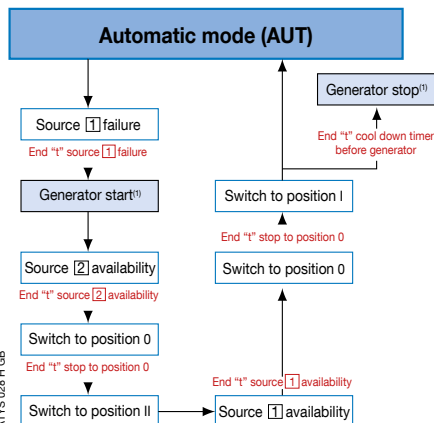 Automatic mode (AUT)
Source 1 failure
End “t” source 1 failure
Generator start(1)
Source 2 availability
End “t” source 2 availability
Switch to position 0
End “t” stop to position 0
Switch to position II
Source 1 availability
End “t” source 1 availability
Switch to position 0
End “t” stop to position 0
Switch to position I
End “t” cool down timer
before generator
Generator stop(1)
028 H GB